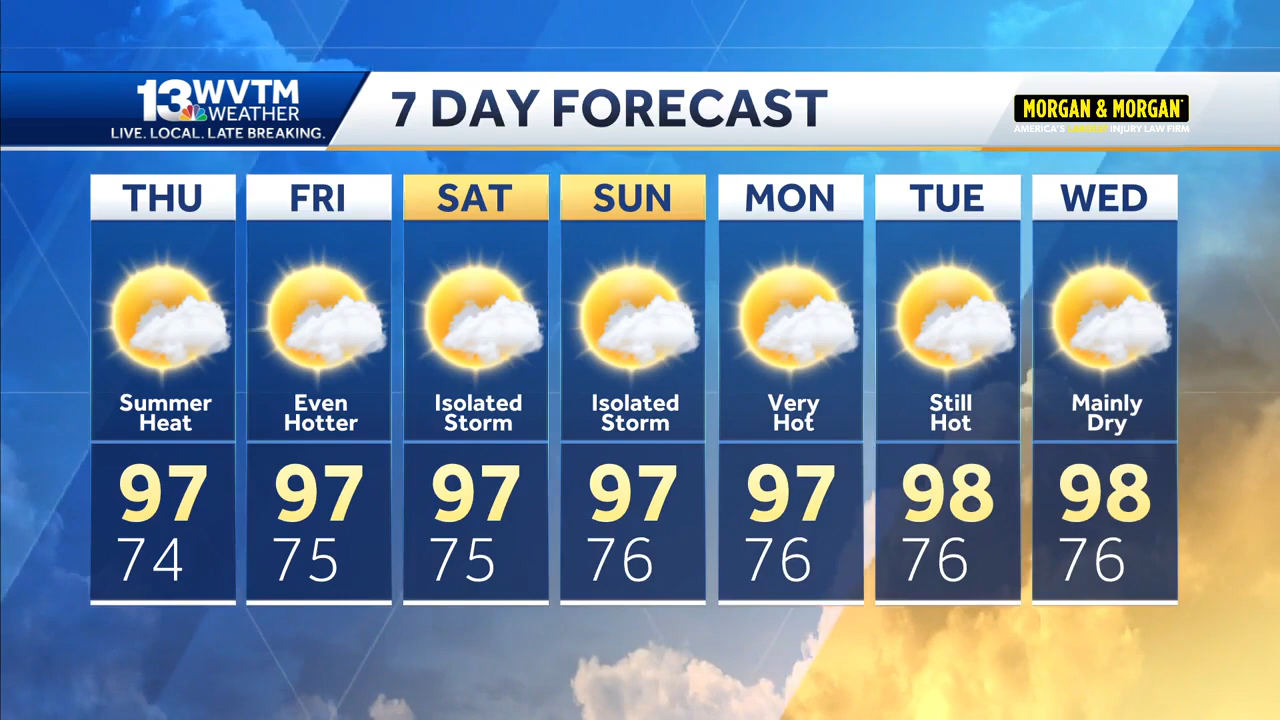 13 WVTM
WEATHER
LIVE. LOCAL. LATE BREAKING.
7 DAY FORECAST
MORGAN & MORGAN
AMERICA'S LARGEST INJURY LAW FIRM
THU
Summer
Heat
97
74
FRI
Even
Hotter
97
75
SAT
Isolated
Storm
97
75
SUN
Isolated
Storm
97
76
MON
Very
Hot
97
76
TUE
Still
Hot
98
76
WED
Mainly
Dry
98
76